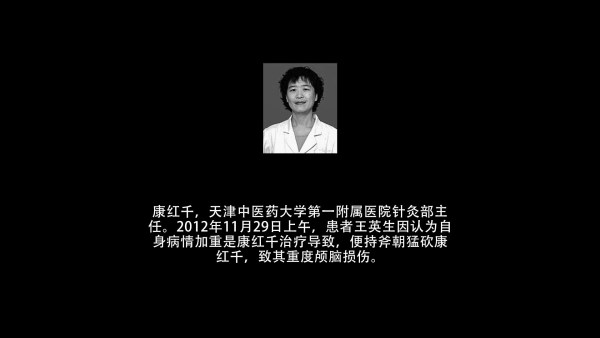 康红千，天津中医药大学第一附属医院针灸部主
任。2012年11月29日上午，患者王英生因认为自
身病情加重是康红千治疗导致，便持斧朝猛砍康
红千，致其重度颅脑损伤。